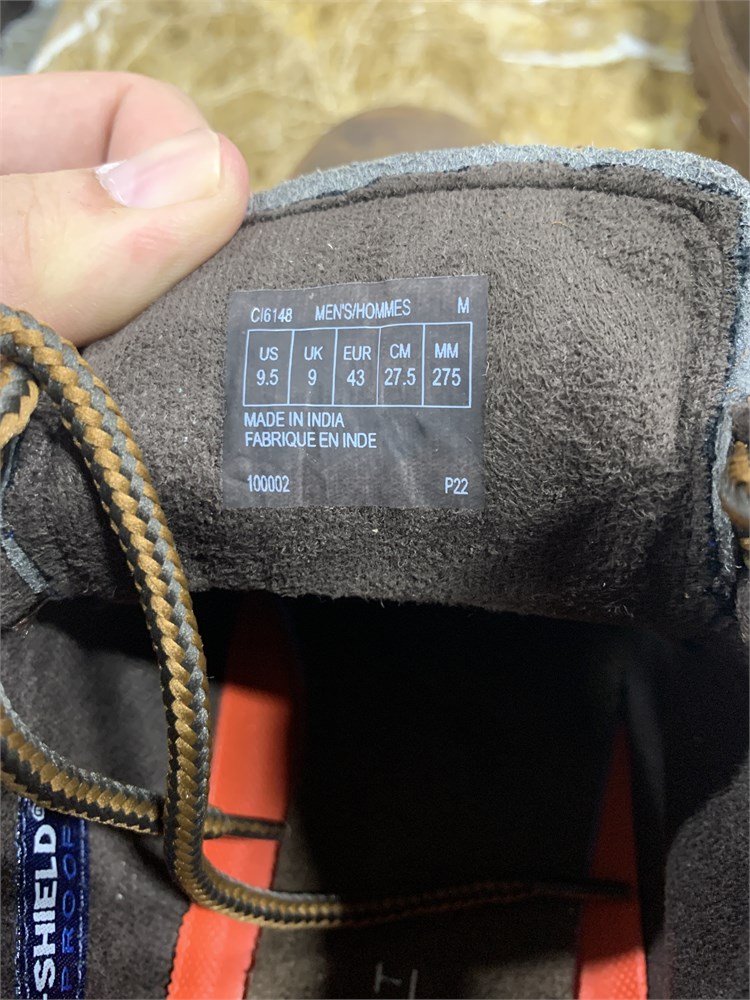 CI6148 MEN'S/HOMMES M
US UK EUR CM MM
9.5 9 43 27.5 275
MADE IN INDIA
FABRIQUE EN INDE
100002 P22
-SHIELD®
PROOF
T